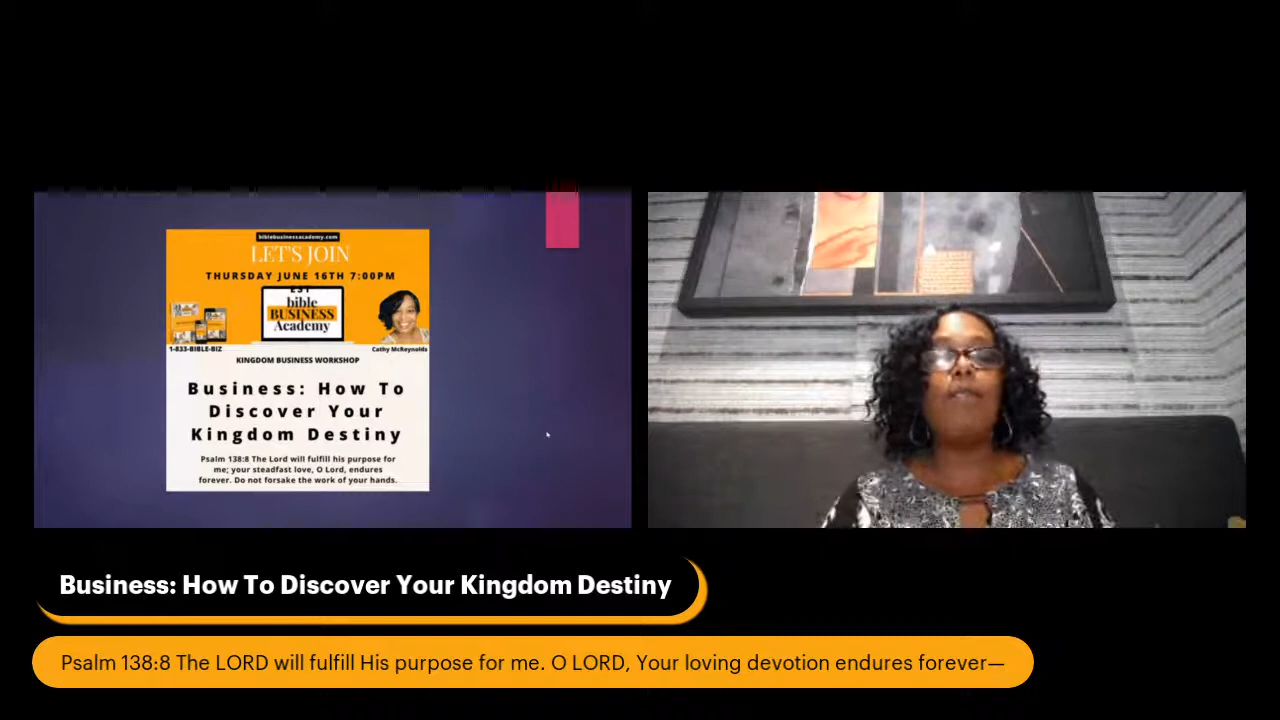 biblebusinessacademy.com
LET'S JOIN
THURSDAY JUNE 16TH 7:00PM
EST
bible
BUSINESS
Academy
1-833-BIBLE-BIZ
Cathy McReynolds
KINGDOM BUSINESS WORKSHOP
Business: How To
Discover Your
Kingdom Destiny
Psalm 138:8 The Lord will fulfill his purpose for
me; your steadfast love, O Lord, endures
forever. Do not forsake the work of your hands.
Business: How To Discover Your Kingdom Destiny
Psalm 138:8 The LORD will fulfill His purpose for me. O LORD, Your loving devotion endures forever—